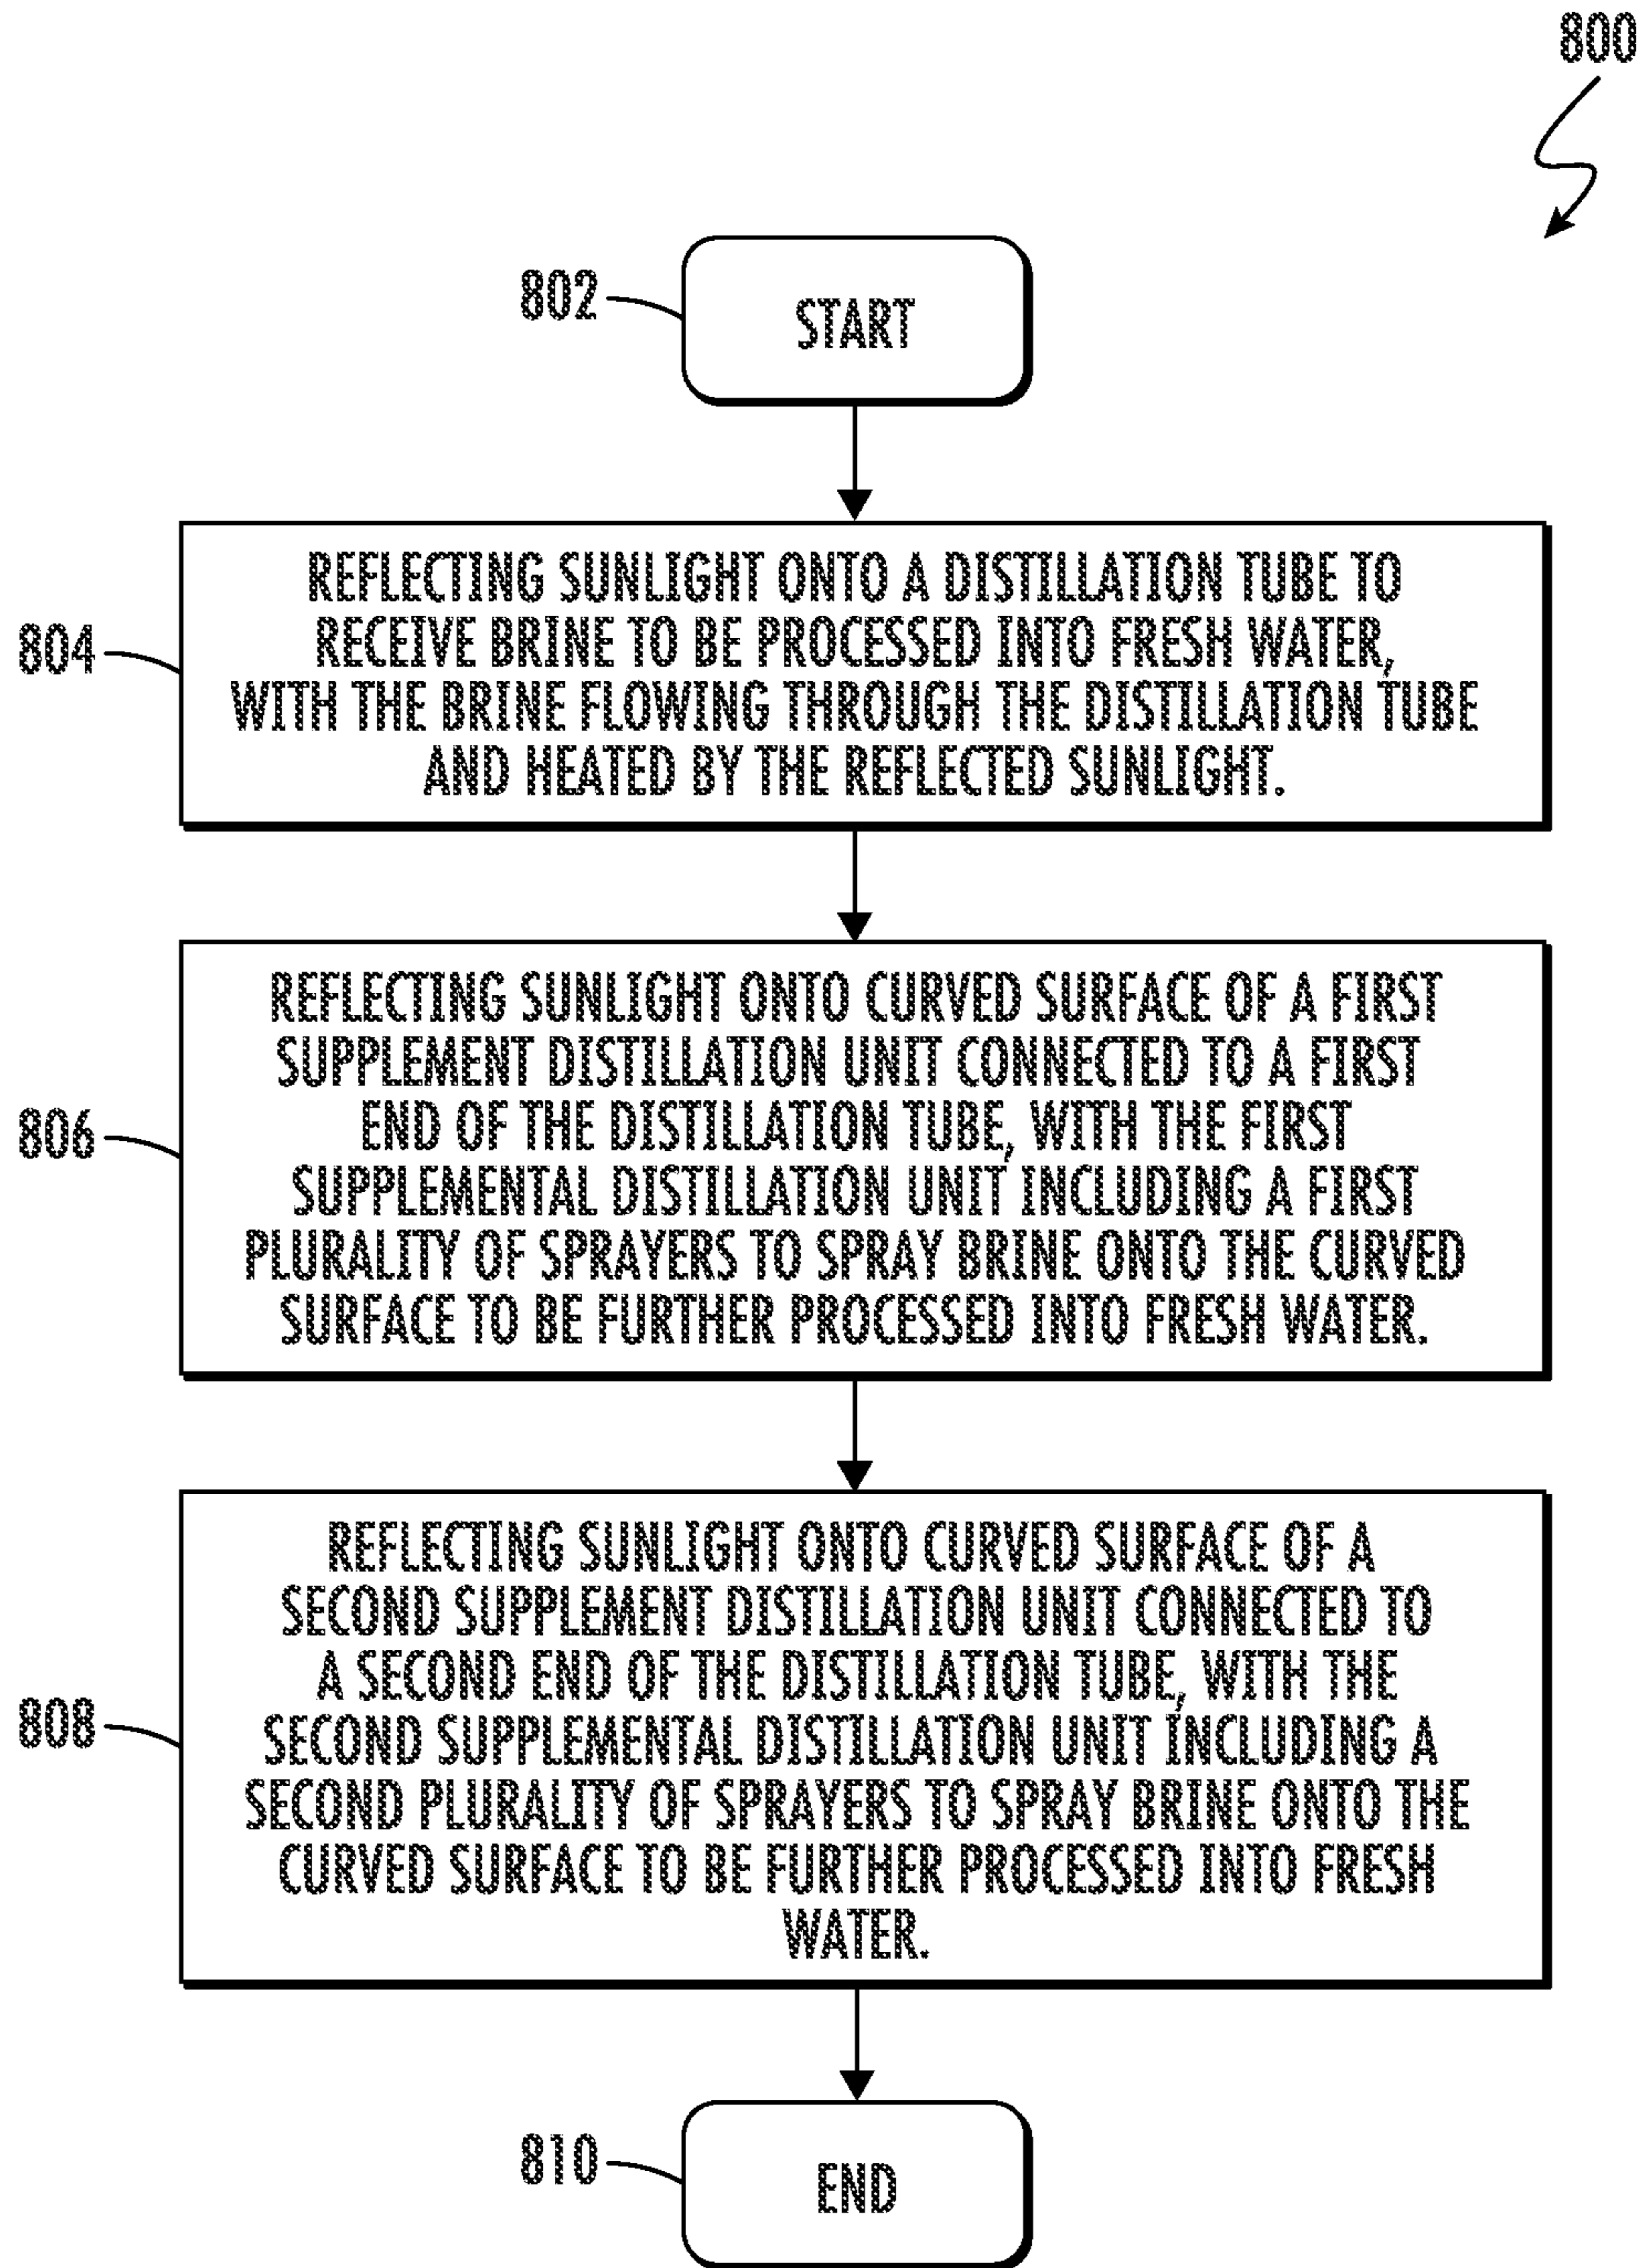 800
802
START
804
REFLECTING SUNLIGHT ONTO A DISTILLATION TUBE TO
RECEIVE BRINE TO BE PROCESSED INTO FRESH WATER,
WITH THE BRINE FLOWING THROUGH THE DISTILLATION TUBE
AND HEATED BY THE REFLECTED SUNLIGHT.
806
REFLECTING SUNLIGHT ONTO CURVED SURFACE OF A FIRST
SUPPLEMENT DISTILLATION UNIT CONNECTED TO A FIRST
END OF THE DISTILLATION TUBE, WITH THE FIRST
SUPPLEMENTAL DISTILLATION UNIT INCLUDING A FIRST
PLURALITY OF SPRAYERS TO SPRAY BRINE ONTO THE CURVED
SURFACE TO BE FURTHER PROCESSED INTO FRESH WATER.
808
REFLECTING SUNLIGHT ONTO CURVED SURFACE OF A
SECOND SUPPLEMENT DISTILLATION UNIT CONNECTED TO
A SECOND END OF THE DISTILLATION TUBE, WITH THE
SECOND SUPPLEMENTAL DISTILLATION UNIT INCLUDING A
SECOND PLURALITY OF SPRAYERS TO SPRAY BRINE ONTO THE
CURVED SURFACE TO BE FURTHER PROCESSED INTO FRESH
WATER.
810
END